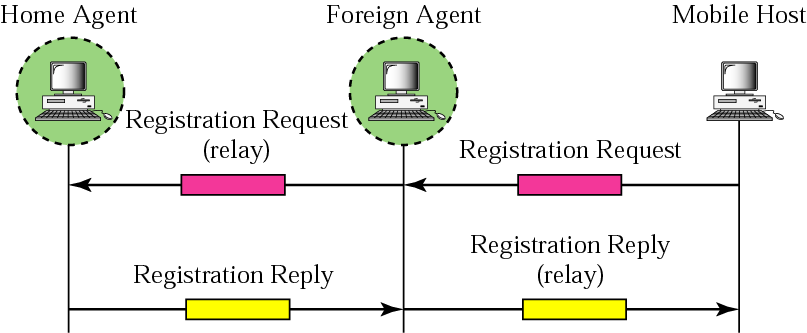 Home Agent
Foreign Agent
Mobile Host
Registration Request
(relay)
Registration Request
Registration Reply
Registration Reply
(relay)